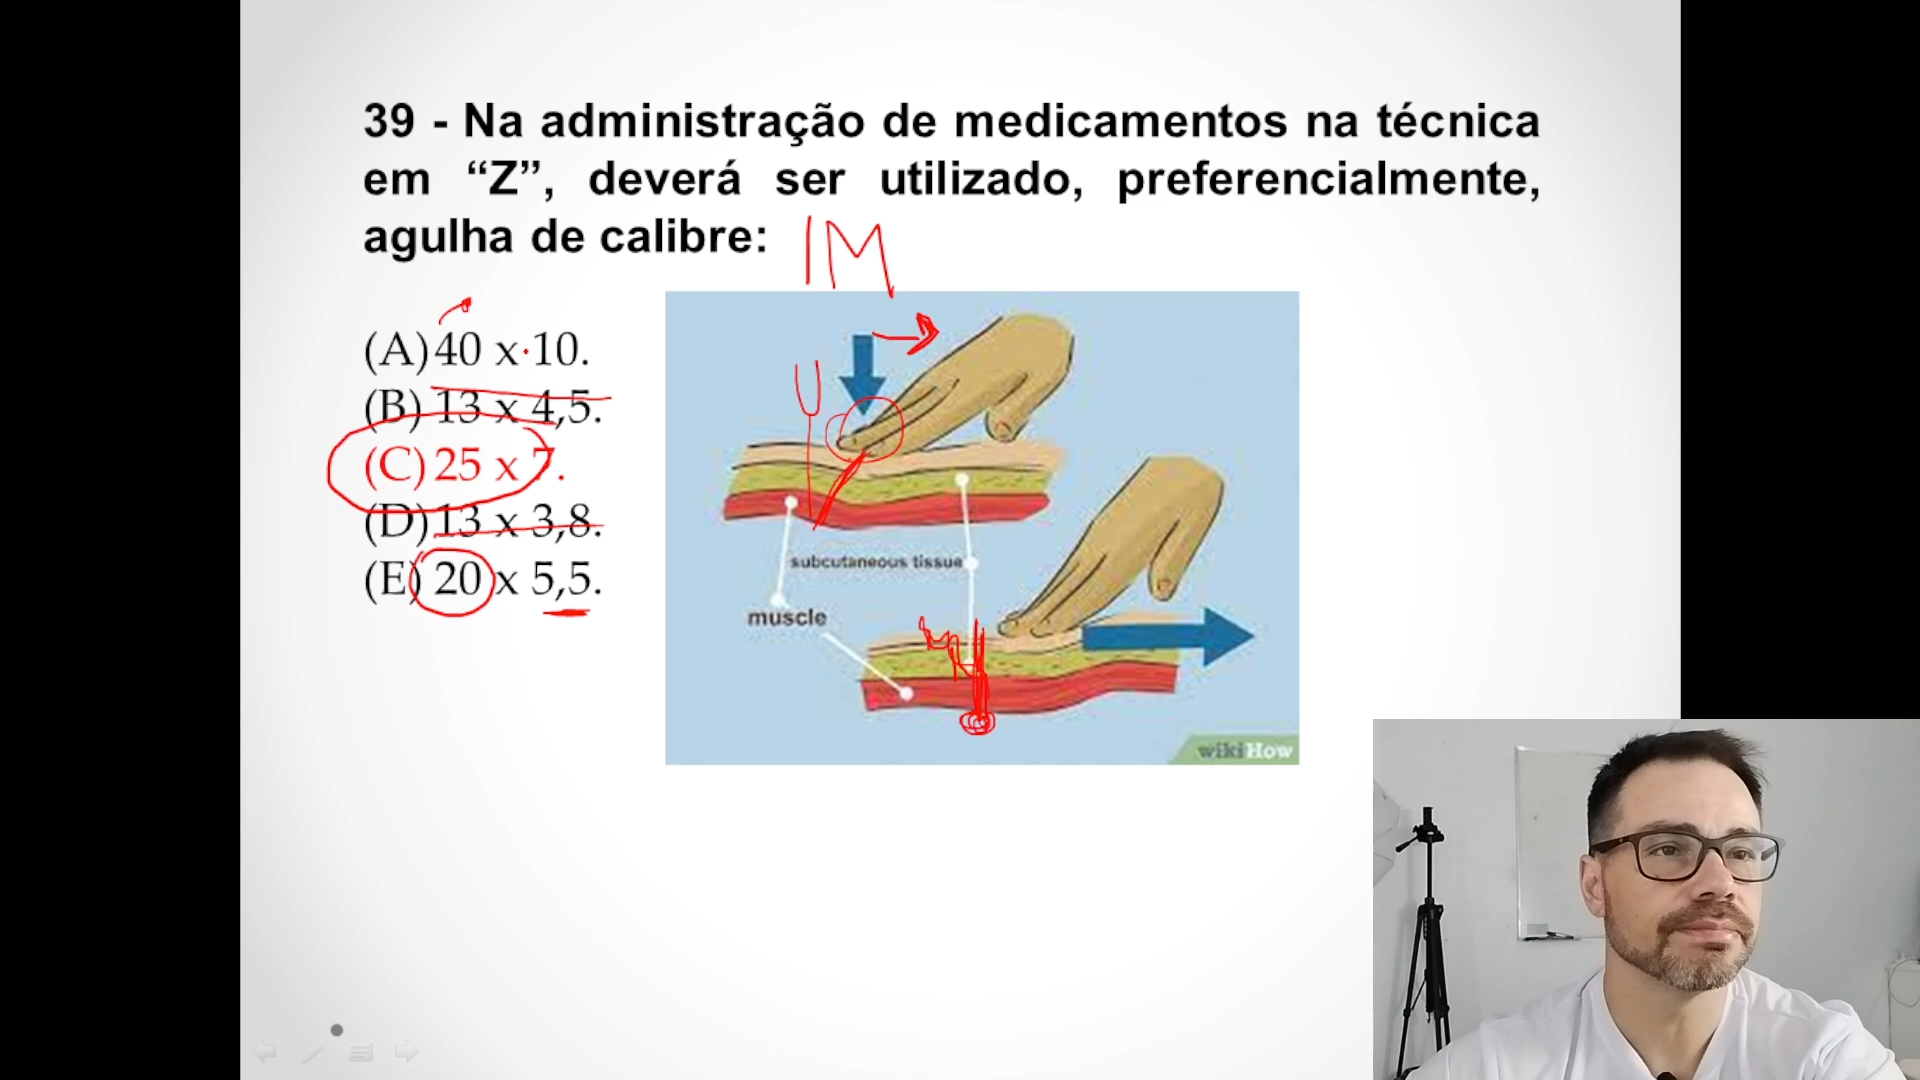 39 - Na administração de medicamentos na técnica
em “Z”, deverá ser utilizado, preferencialmente,
agulha de calibre:
IM
(A) 40 x 10.
(B) 13 x 4,5.
(C) 25 x 7.
(D) 13 x 3,8.
(E) 20 x 5,5.
subcutaneous tissue
muscle
wikiHow